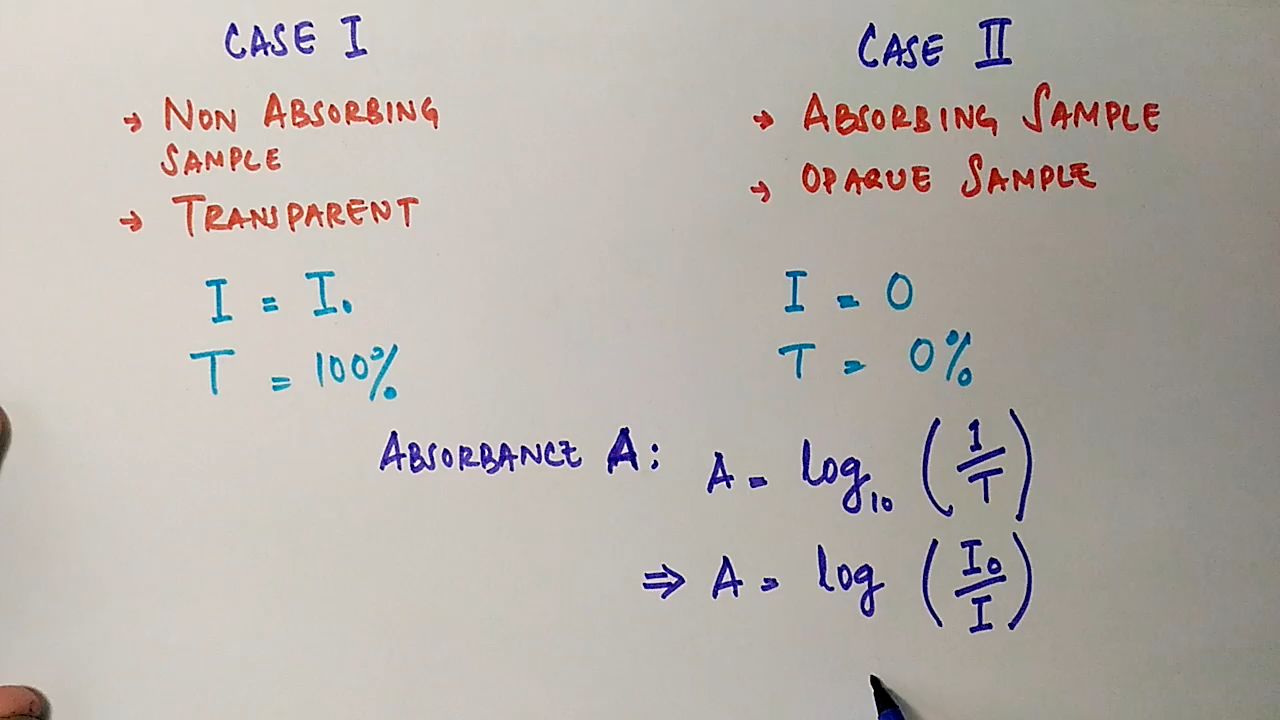 CASE I
→ NON ABSORBING
SAMPLE
→ TRANSPARENT
I = I₀
T = 100%
CASE II
→ ABSORBING SAMPLE
→ OPAQUE SAMPLE
I = 0
T = 0%
ABSORBANCE A: A = log₁₀ (1/T)
⇒ A = log (I₀/I)